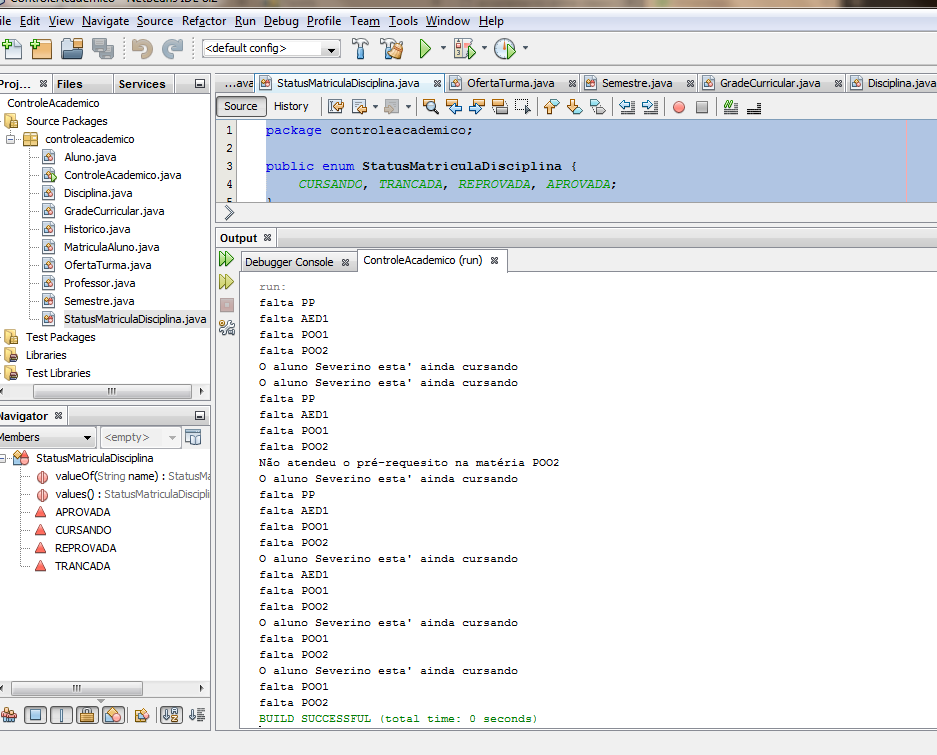 ile Edit View Navigate Source Refactor Run Debug Profile Team Tools Window Help
<default config>
Proj... Files Services
...ava StatusMatriculaDisciplina.java OfertaTurma.java Semestre.java GradeCurricular.java Disciplina.java
Source History
ControleAcademico
Source Packages
controleacademico
Aluno.java
ControleAcademico.java
Disciplina.java
GradeCurricular.java
Historico.java
MatriculaAluno.java
OfertaTurma.java
Professor.java
Semestre.java
StatusMatriculaDisciplina.java
Test Packages
Libraries
Test Libraries
1 package controleacademico;
2
3 public enum StatusMatriculaDisciplina {
4 CURSANDO, TRANCADA, REPROVADA, APROVADA;
5 }
Navigator
Members <empty>
StatusMatriculaDisciplina
valueOf(String name) : StatusMa
values() : StatusMatriculaDiscipli
APROVADA
CURSANDO
REPROVADA
TRANCADA
Output
Debugger Console ControleAcademico (run)
run:
falta PP
falta AED1
falta POO1
falta POO2
O aluno Severino esta' ainda cursando
O aluno Severino esta' ainda cursando
falta PP
falta AED1
falta POO1
falta POO2
Não atendeu o pré-requesito na matéria POO2
O aluno Severino esta' ainda cursando
falta PP
falta AED1
falta POO1
falta POO2
O aluno Severino esta' ainda cursando
falta AED1
falta POO1
falta POO2
O aluno Severino esta' ainda cursando
falta POO1
falta POO2
O aluno Severino esta' ainda cursando
falta POO1
falta POO2
BUILD SUCCESSFUL (total time: 0 seconds)